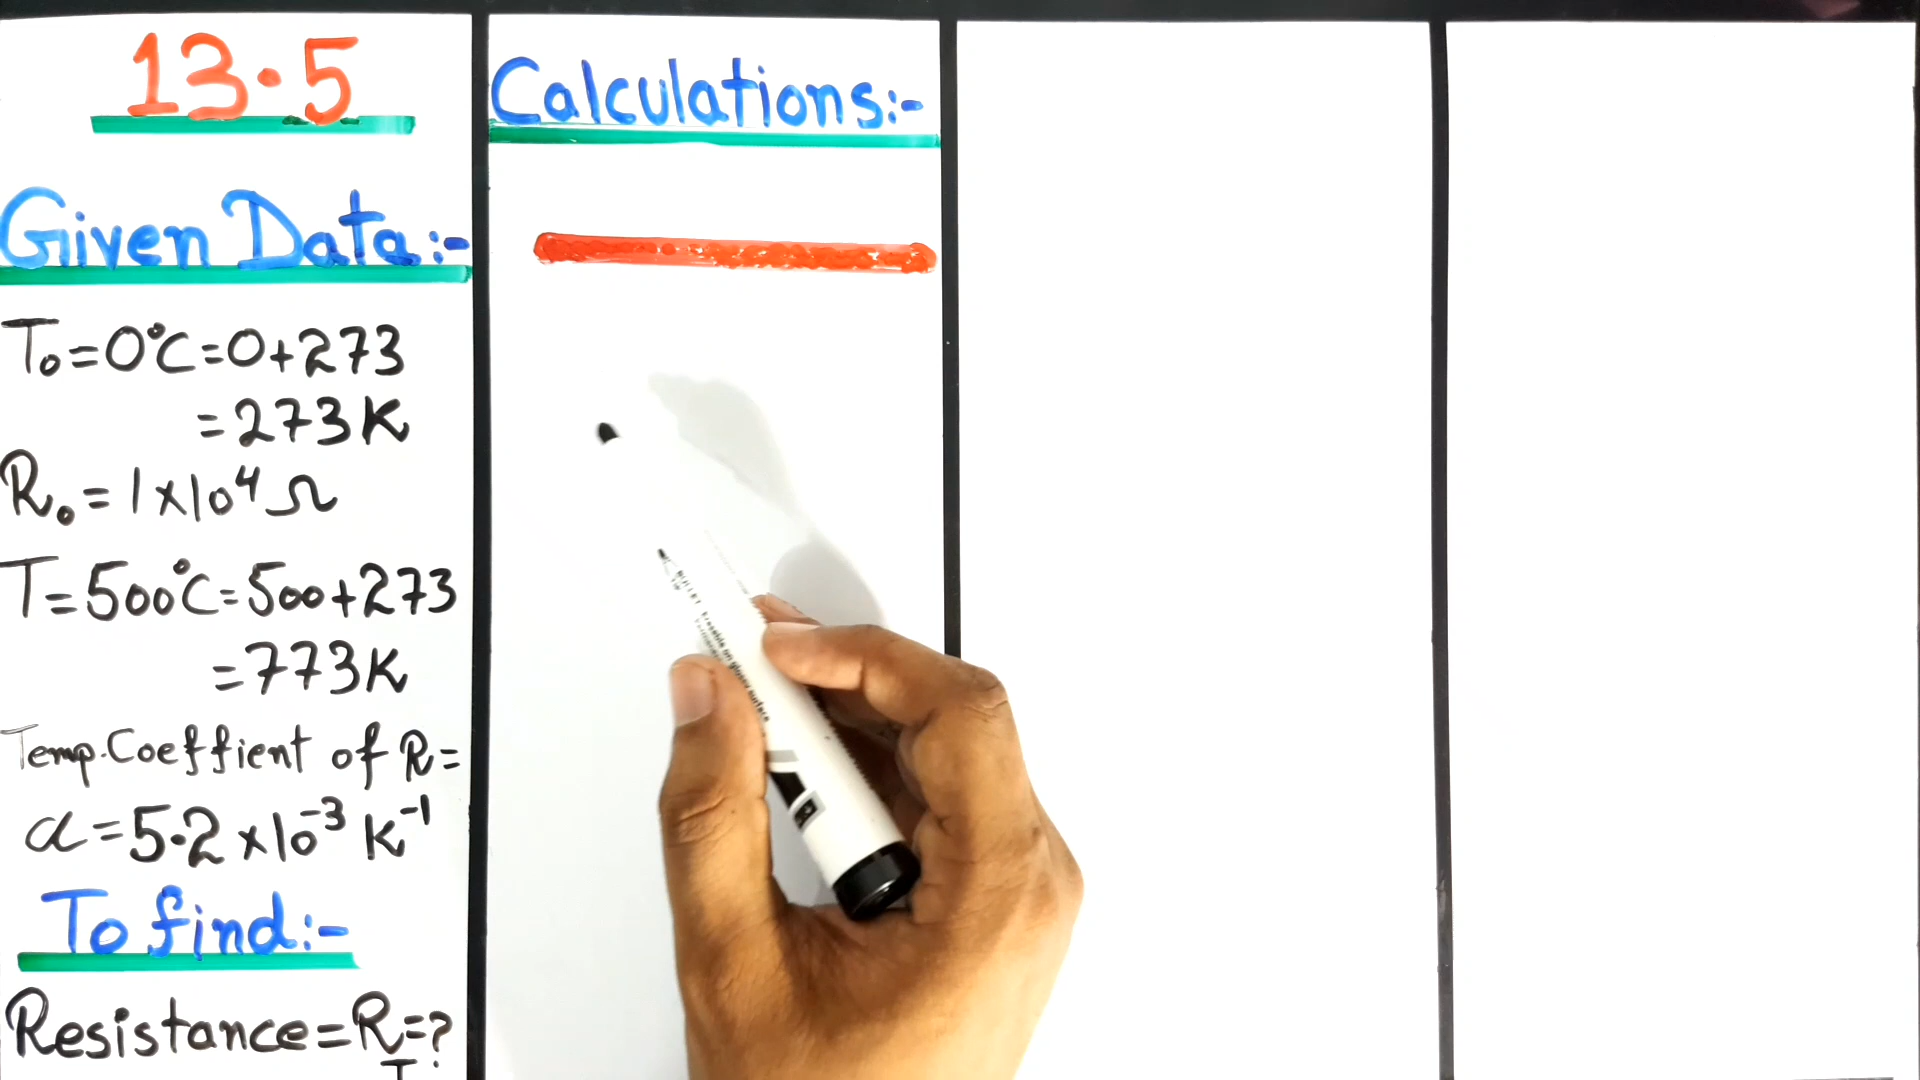 13.5
Given Data:-
T₀=0°C=0+273
=273K
R₀=1×10⁴Ω
T=500°C=500+273
=773K
Temp.Coeffient of R=
α=5.2×10⁻³K⁻¹
To find:-
Resistance=R=?
T
Calculations:-